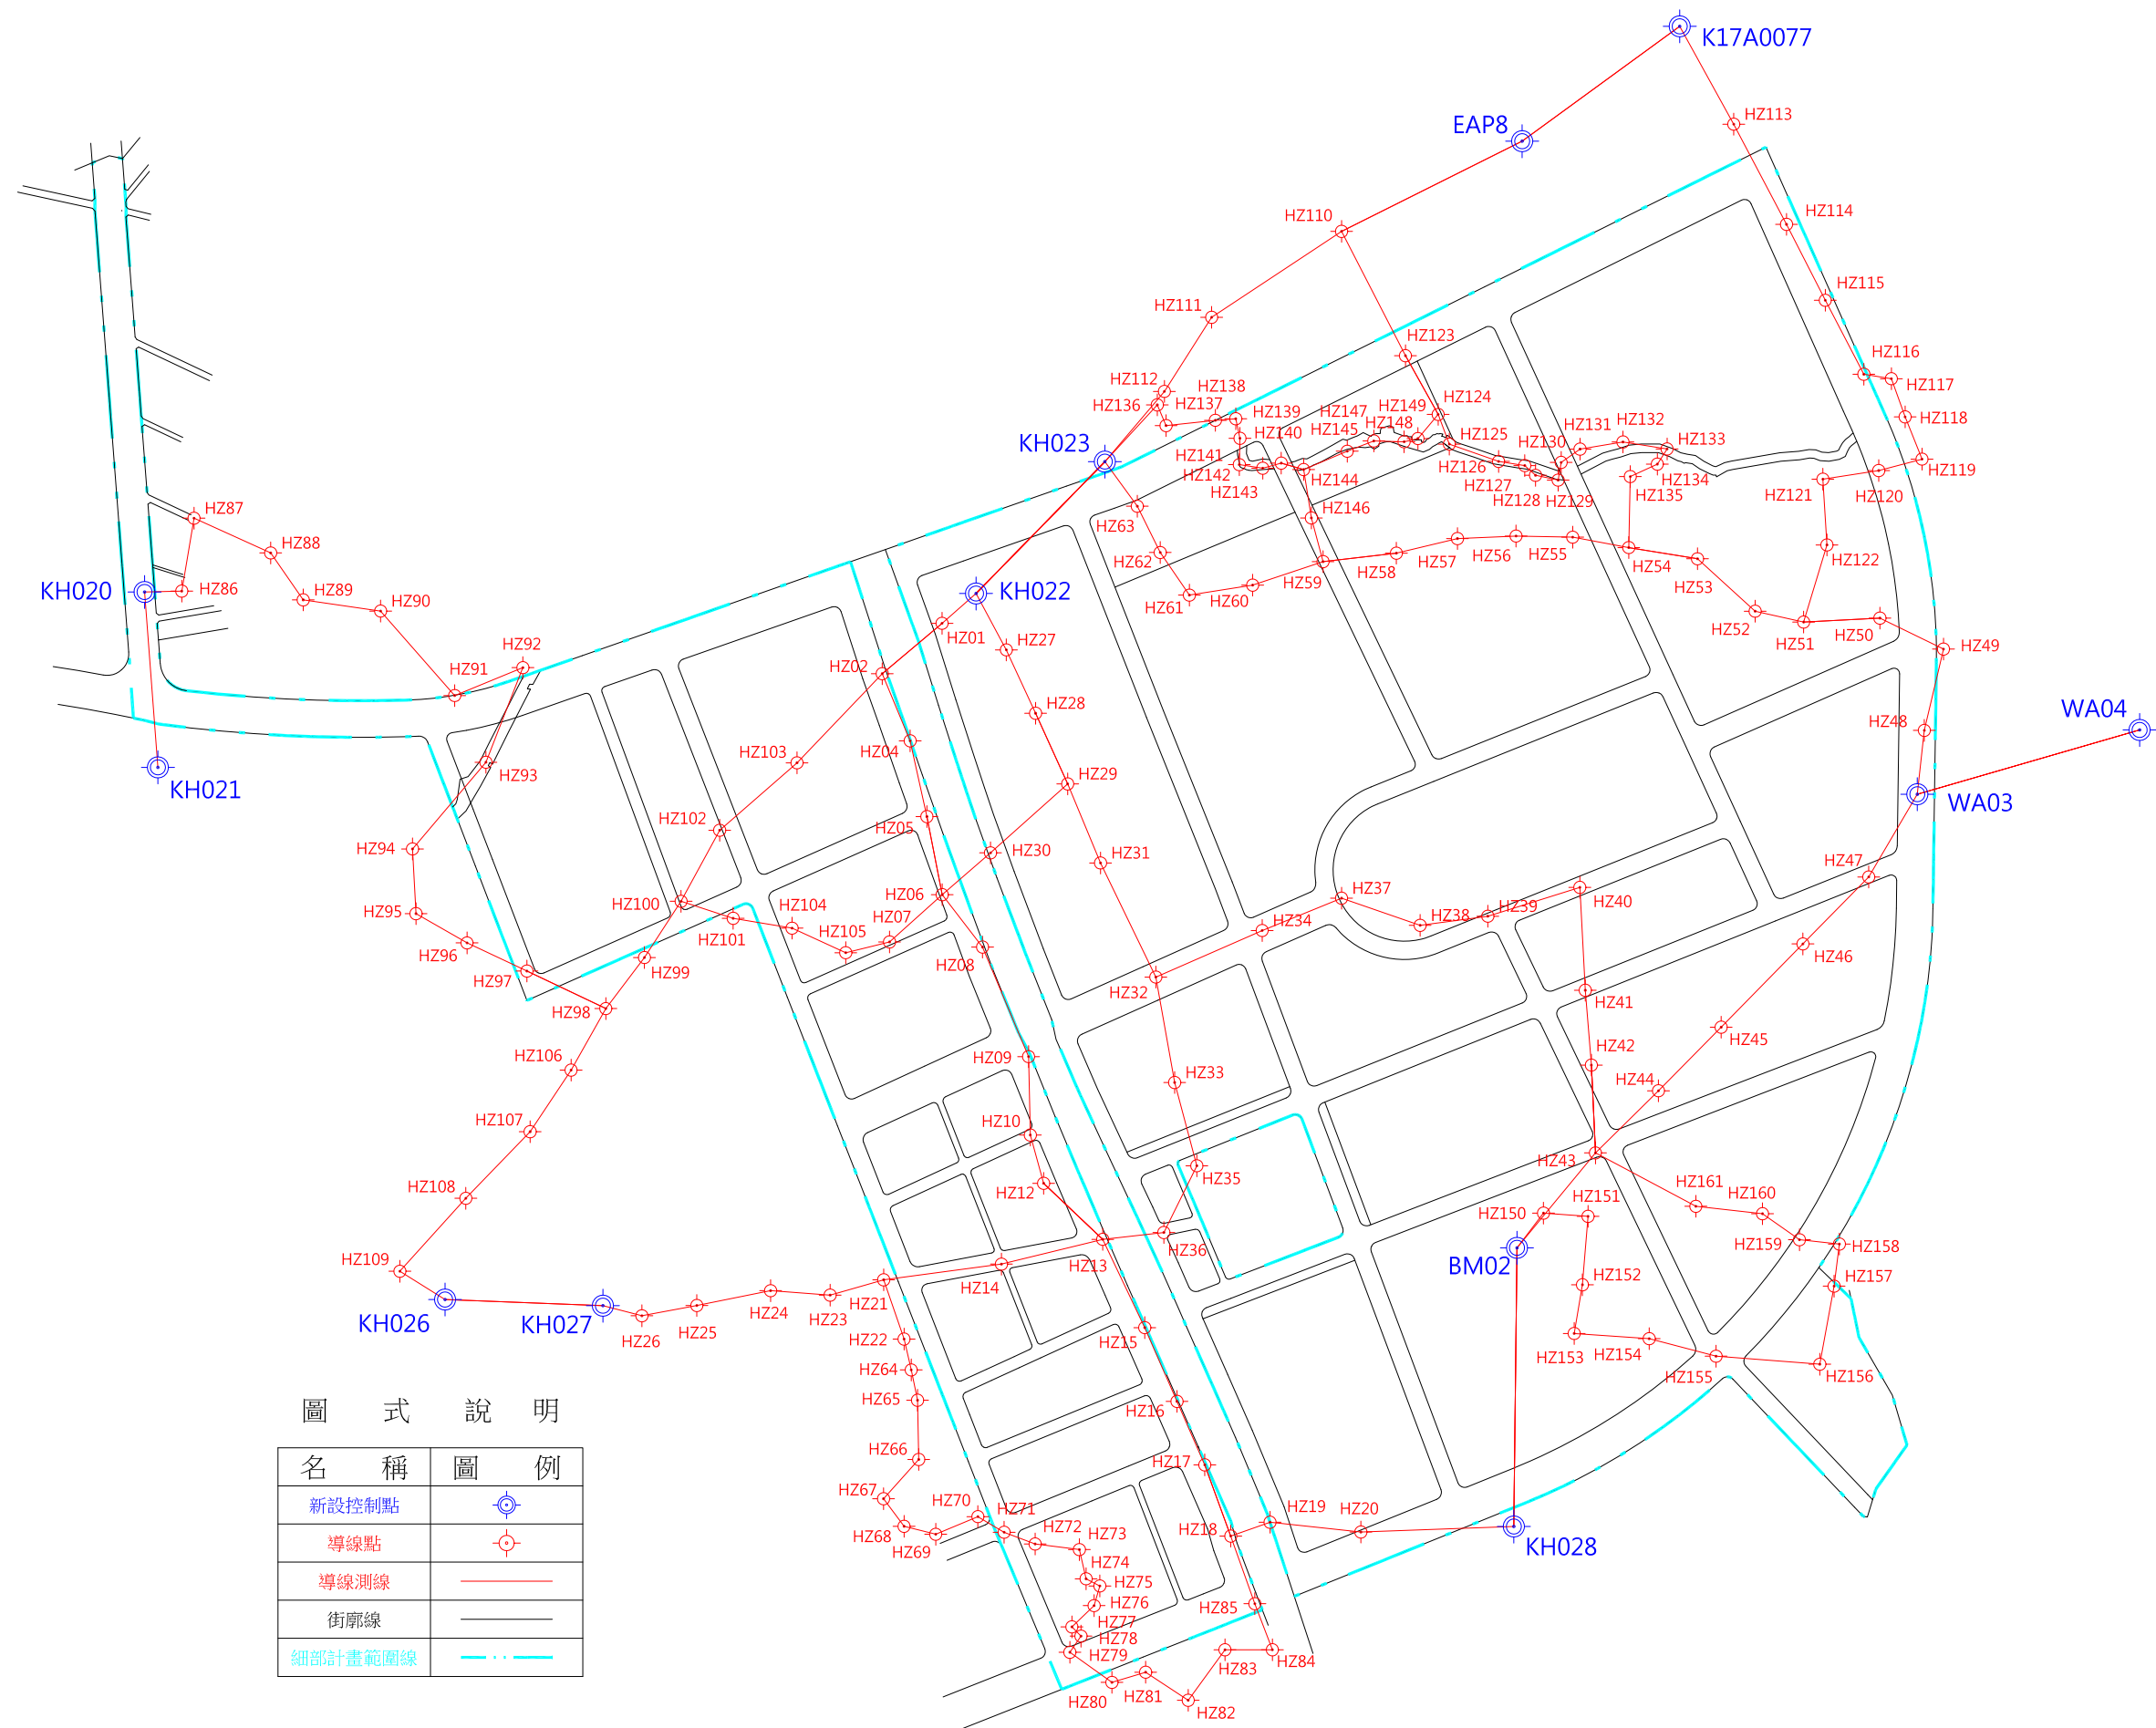 K17A0077
EAP8
HZ113
HZ110
HZ114
HZ111
HZ115
HZ123
HZ116
HZ112
HZ138
HZ117
HZ136
HZ137
HZ139
HZ147
HZ149
HZ124
HZ118
KH023
HZ140
HZ145
HZ148
HZ125
HZ130
HZ131
HZ132
HZ133
HZ141
HZ142
HZ143
HZ144
HZ126
HZ127
HZ128
HZ129
HZ134
HZ135
HZ119
HZ120
HZ121
HZ87
HZ63
HZ146
HZ88
HZ62
HZ59
HZ58
HZ57
HZ56
HZ55
HZ54
HZ53
HZ122
KH020
HZ86
HZ89
HZ90
KH022
HZ61
HZ60
HZ01
HZ27
HZ52
HZ51
HZ50
HZ49
HZ92
HZ91
HZ02
WA04
HZ28
HZ48
HZ103
HZ04
HZ93
KH021
HZ29
WA03
HZ102
HZ05
HZ94
HZ30
HZ31
HZ47
HZ100
HZ06
HZ37
HZ40
HZ95
HZ104
HZ07
HZ34
HZ38
HZ39
HZ101
HZ105
HZ96
HZ99
HZ08
HZ46
HZ97
HZ32
HZ98
HZ41
HZ45
HZ106
HZ09
HZ42
HZ33
HZ44
HZ107
HZ10
HZ43
HZ35
HZ108
HZ12
HZ161
HZ160
HZ150
HZ151
HZ36
HZ159
HZ158
HZ109
HZ14
HZ13
BM02
HZ157
HZ152
KH026
KH027
HZ26
HZ25
HZ24
HZ23
HZ21
HZ22
HZ15
HZ153
HZ154
HZ155
HZ156
HZ64
HZ65
HZ16
HZ66
HZ17
HZ67
HZ70
HZ71
HZ68
HZ69
HZ72
HZ73
HZ18
HZ19
HZ20
KH028
HZ74
HZ75
HZ76
HZ77
HZ85
HZ78
HZ79
HZ83
HZ84
HZ80
HZ81
HZ82
圖 式 說 明
名 稱 圖 例
新設控制點
導線點
導線測線
街廓線
細部計畫範圍線